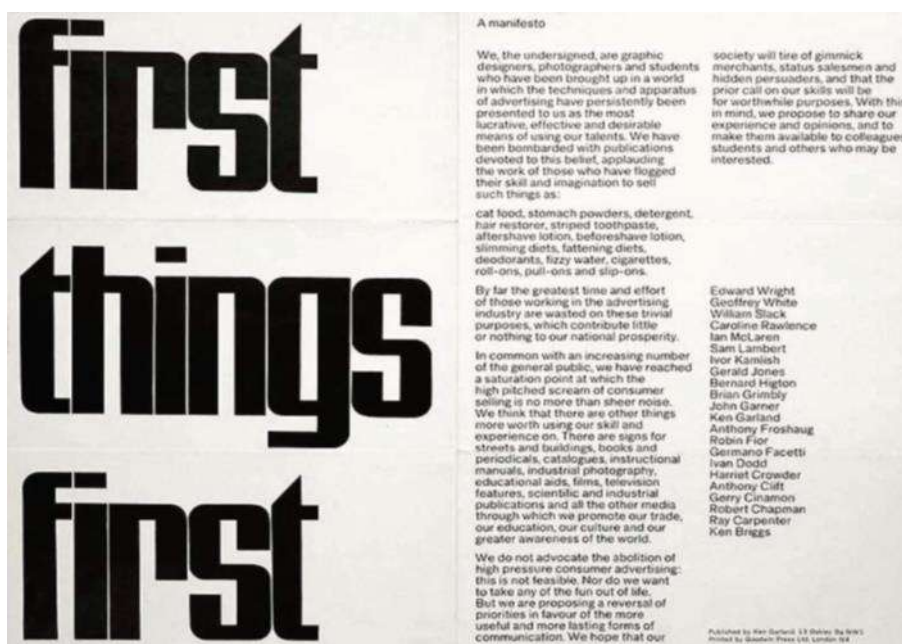 first
things
first
A manifesto
We, the undersigned, are graphic
designers, photographers and students
who have been brought up in a world
in which the techniques and apparatus
of advertising have persistently been
presented to us as the most
lucrative, effective and desirable
means of using our talents. We have
been bombarded with publications
devoted to this belief, applauding
the work of those who have flogged
their skill and imagination to sell
such things as:
cat food, stomach powders, detergent,
hair restorer, striped toothpaste,
aftershave lotion, beforeshave lotion,
slimming diets, fattening diets,
deodorants, fizzy water, cigarettes,
roll-ons, pull-ons and slip-ons.
By far the greatest time and effort
of those working in the advertising
industry are wasted on these trivial
purposes, which contribute little
or nothing to our national prosperity.
In common with an increasing number
of the general public, we have reached
a saturation point at which the
high pitched scream of consumer
selling is no more than sheer noise.
We think that there are other things
more worth using our skill and
experience on. There are signs for
streets and buildings, books and
periodicals, catalogues, instructional
manuals, industrial photography,
educational aids, films, television
features, scientific and industrial
publications and all the other media
through which we promote our trade,
our education, our culture and our
greater awareness of the world.
We do not advocate the abolition of
high pressure consumer advertising:
this is not feasible. Nor do we want
to take any of the fun out of life.
But we are proposing a reversal of
priorities in favour of the more
useful and more lasting forms of
communication. We hope that our
society will tire of gimmick
merchants, status salesmen and
hidden persuaders, and that the
prior call on our skills will be
for worthwhile purposes. With this
in mind, we propose to share our
experience and opinions, and to
make them available to colleagues,
students and others who may be
interested.
Edward Wright
Geoffrey White
William Slack
Caroline Rawlence
Ian McLaren
Sam Lambert
Ivor Kamlish
Gerald Jones
Bernard Higton
Brian Grimbly
John Garner
Ken Garland
Anthony Froshaug
Robin Fior
Germano Facetti
Ivan Dodd
Harriet Crowder
Anthony Clift
Gerry Cinamon
Robert Chapman
Ray Carpenter
Ken Briggs
Published by Ken Garland, 13 Oakley Sq NW1
Printed by Goodwin Press Ltd. London N4